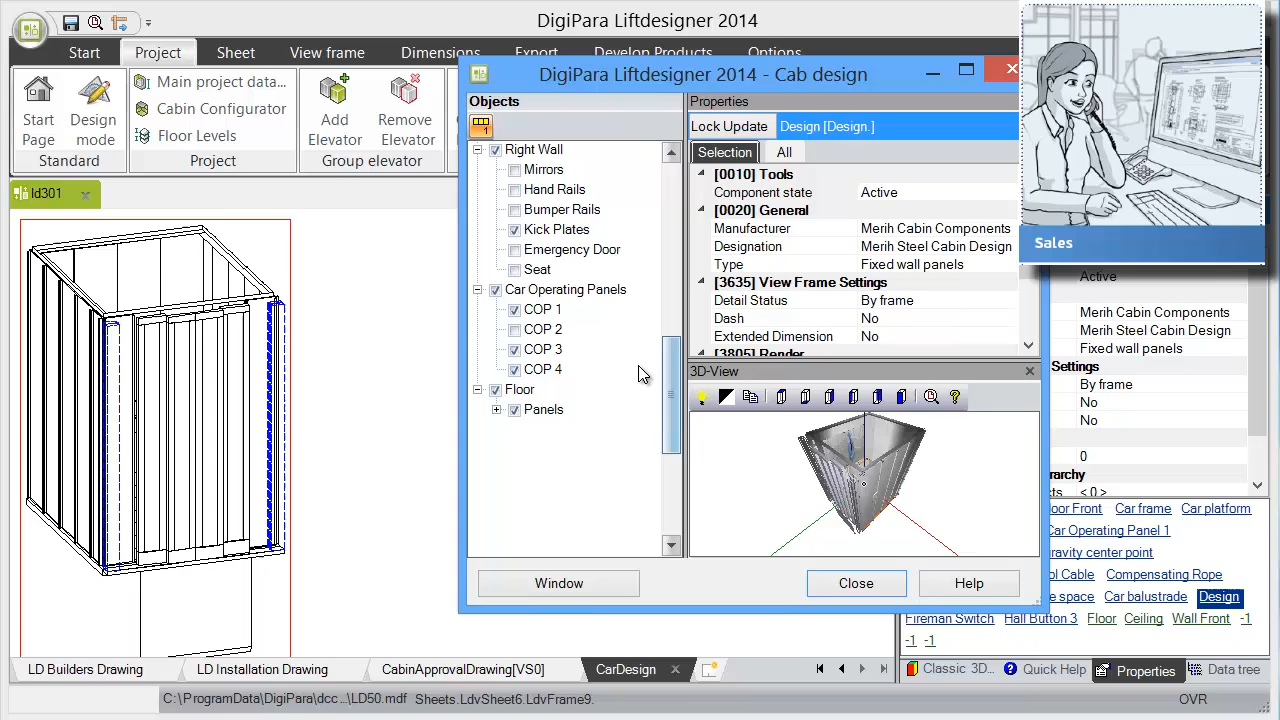 DigiPara Liftdesigner 2014
Start Project Sheet View frame Dimensions Export Develop Products Options
Start Page
Design mode
Standard
Main project data...
Cabin Configurator
Floor Levels
Project
Add Elevator
Remove Elevator
Group elevator
ld301
DigiPara Liftdesigner 2014 - Cab design
Objects
1
Right Wall
Mirrors
Hand Rails
Bumper Rails
Kick Plates
Emergency Door
Seat
Car Operating Panels
COP 1
COP 2
COP 3
COP 4
Floor
Panels
Properties
Lock Update Design [Design.]
Selection All
[0010] Tools
Component state Active
[0020] General
Manufacturer Merih Cabin Components
Designation Merih Steel Cabin Design
Type Fixed wall panels
[3635] View Frame Settings
Detail Status By frame
Dash No
Extended Dimension No
[3805] Render
3D-View
Window Close Help
Sales
Active
Merih Cabin Components
Merih Steel Cabin Design
Fixed wall panels
Settings
By frame
No
No
0
< 0 >
Car frame Car platform
Car Operating Panel 1
gravity center point
Cable Compensating Rope
space Car balustrade Design
Fireman Switch Hall Button 3 Floor Ceiling Wall Front -1
-1 -1
LD Builders Drawing LD Installation Drawing CabinApprovalDrawing[VS0] CarDesign
Classic 3D... Quick Help Properties Data tree
C:\ProgramData\DigiPara\dcc...\LD50.mdf Sheets.LdvSheet6.LdvFrame9. OVR